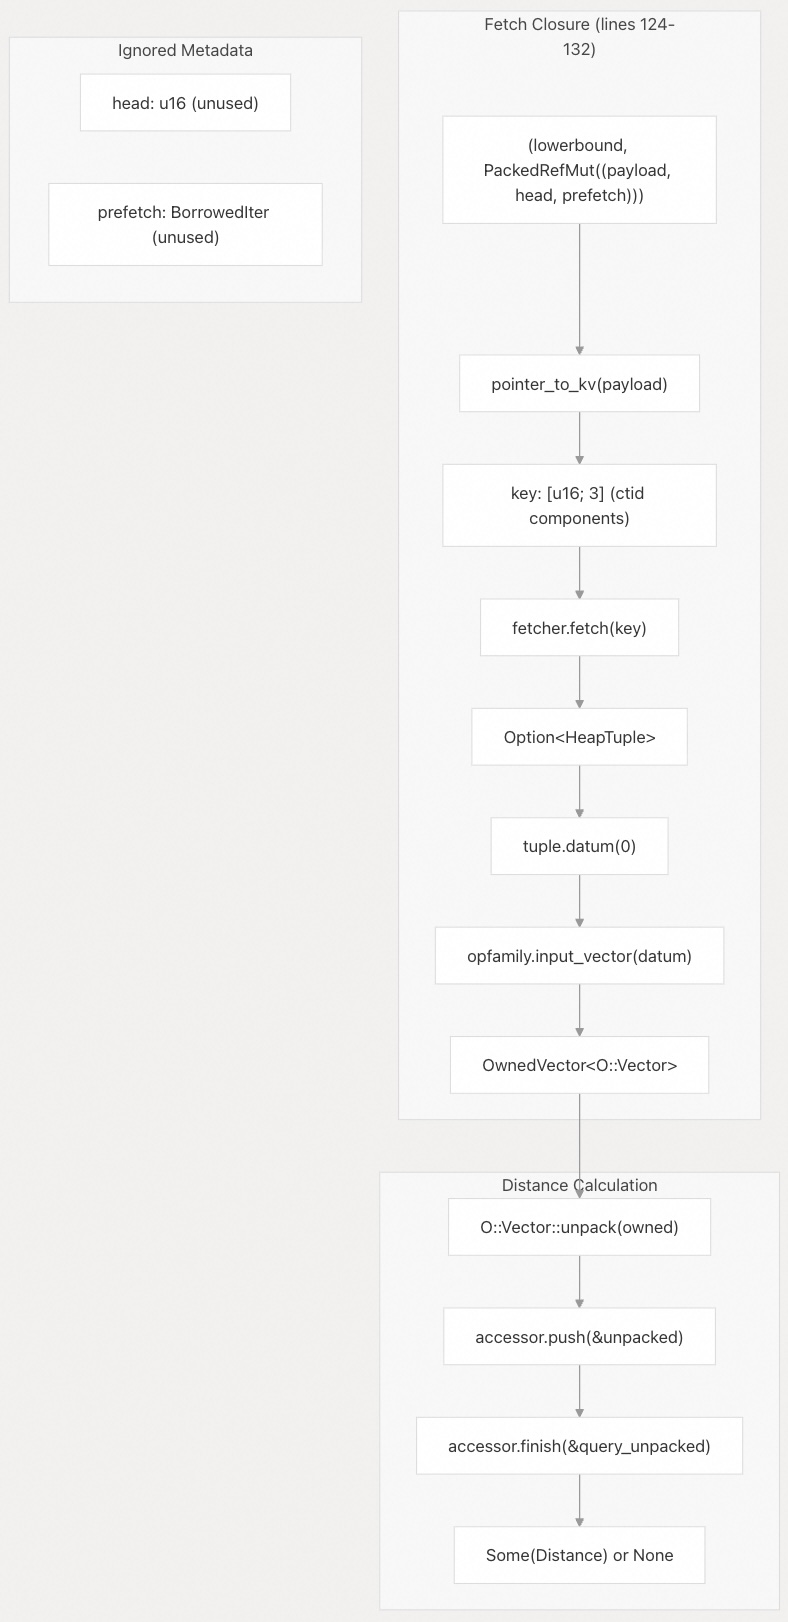 Ignored Metadata
head: u16 (unused)
prefetch: BorrowedIter
(unused)
Fetch Closure (lines 124-
132)
(lowerbound,
PackedRefMut((payload,
head, prefetch)))
pointer_to_kv(payload)
key: [u16; 3] (ctid
components)
fetcher.fetch(key)
Option<HeapTuple>
tuple.datum(0)
opfamily.input_vector(datum)
OwnedVector<O::Vector>
Distance Calculation
O::Vector::unpack(owned)
accessor.push(&unpacked)
accessor.finish(&query_unpacked)
Some(Distance) or None